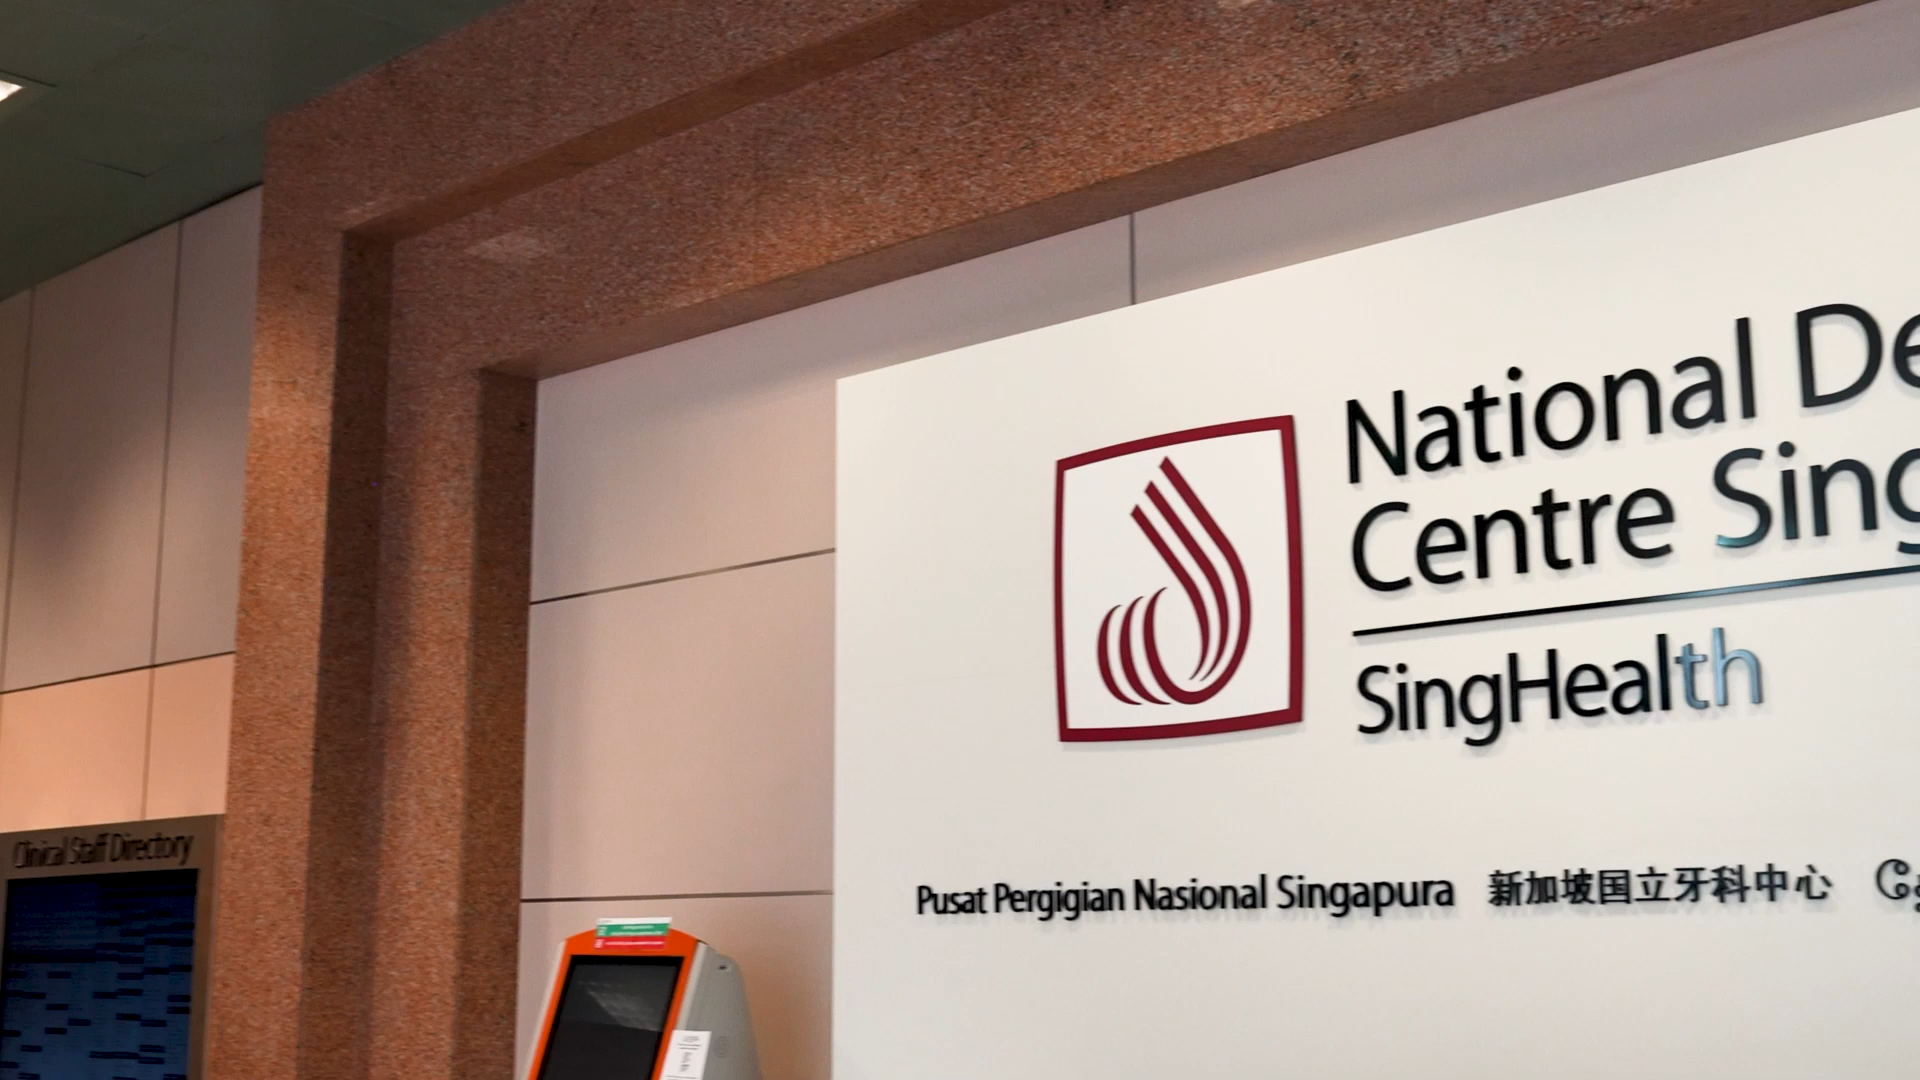 National De
Centre Sing
SingHealth
Pusat Pergigian Nasional Singapura 新加坡国立牙科中心
Clinical Staff Directory